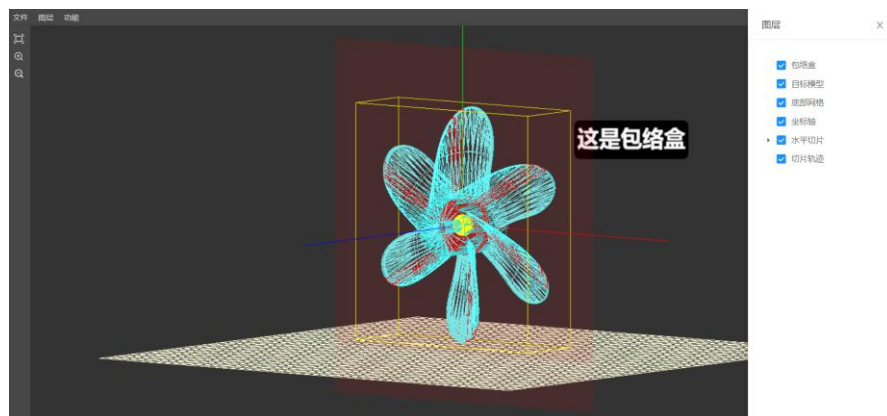 文件 图层 功能
图层
包络盒
目标模型
底部网格
坐标轴
水平切片
切片轨迹
这是包络盒